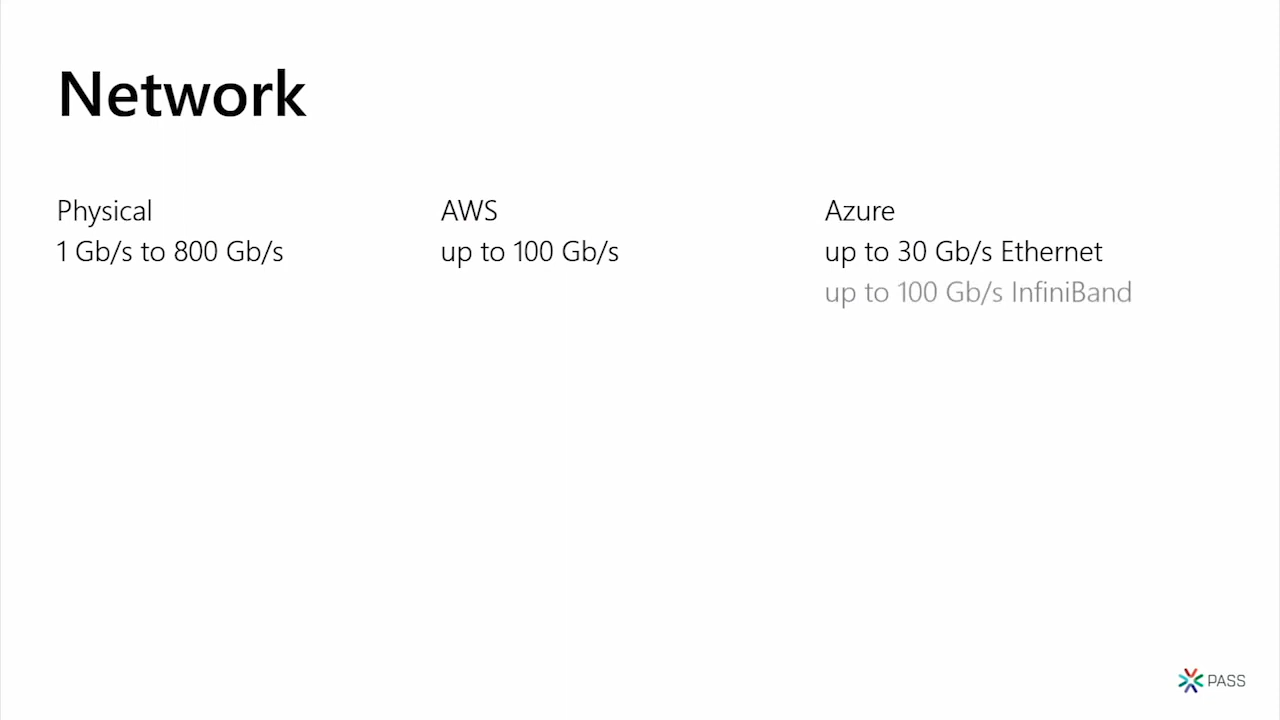 Network
Physical
1 Gb/s to 800 Gb/s
AWS
up to 100 Gb/s
Azure
up to 30 Gb/s Ethernet
up to 100 Gb/s InfiniBand
PASS